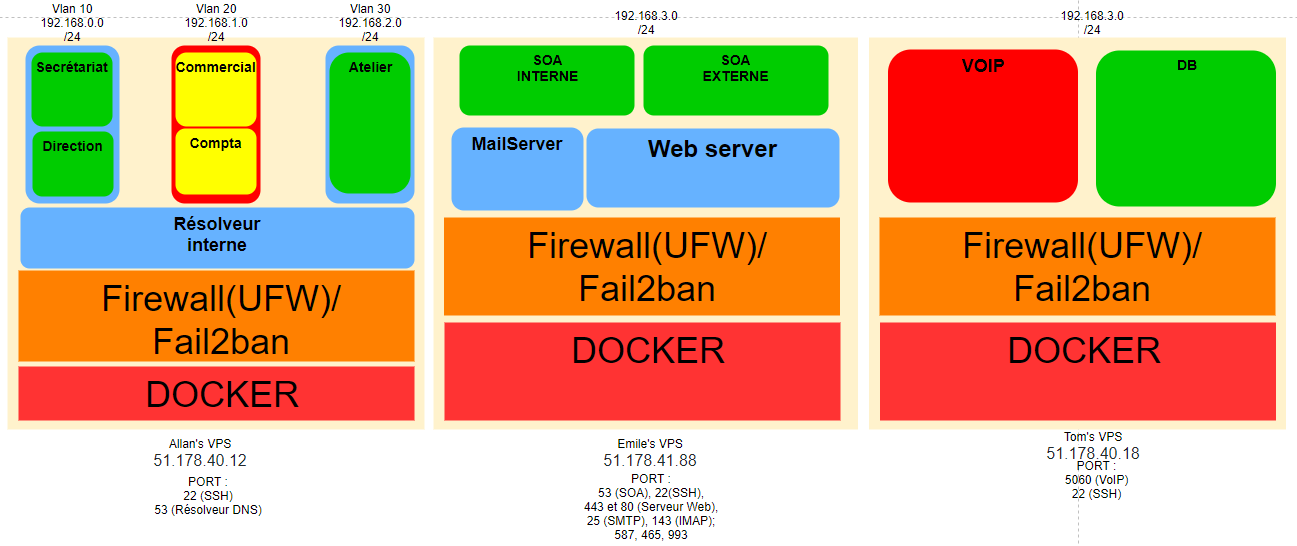 Vlan 10
192.168.0.0
/24
Vlan 20
192.168.1.0
/24
Vlan 30
192.168.2.0
/24
Secrétariat
Direction
Commercial
Compta
Atelier
Résolveur
interne
Firewall(UFW)/
Fail2ban
DOCKER
Allan's VPS
51.178.40.12
PORT :
22 (SSH)
53 (Résolveur DNS)
192.168.3.0
/24
SOA
INTERNE
SOA
EXTERNE
MailServer
Web server
Firewall(UFW)/
Fail2ban
DOCKER
Emile's VPS
51.178.41.88
PORT :
53 (SOA), 22(SSH),
443 et 80 (Serveur Web),
25 (SMTP), 143 (IMAP);
587, 465, 993
192.168.3.0
/24
VOIP
DB
Firewall(UFW)/
Fail2ban
DOCKER
Tom's VPS
51.178.40.18
PORT :
5060 (VoIP)
22 (SSH)